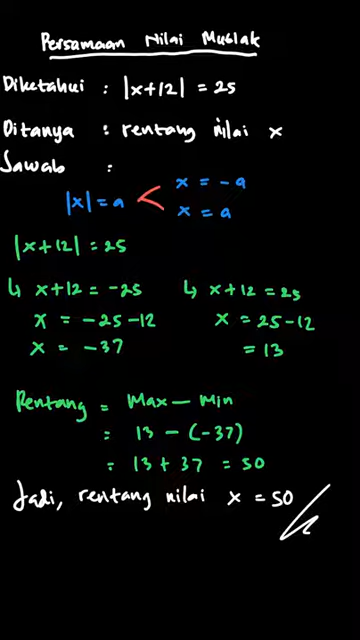 Persamaan Nilai Mutlak
Diketahui : |x+12| = 25
Ditanya : rentang nilai x
Jawab :
x = -a
|x| = a <
x = a
|x+12| = 25
↳ x+12 = -25 ↳ x+12 = 25
x = -25-12 x = 25-12
x = -37 = 13
Rentang = Max - Min
= 13 - (-37)
= 13 + 37 = 50
Jadi, rentang nilai x = 50